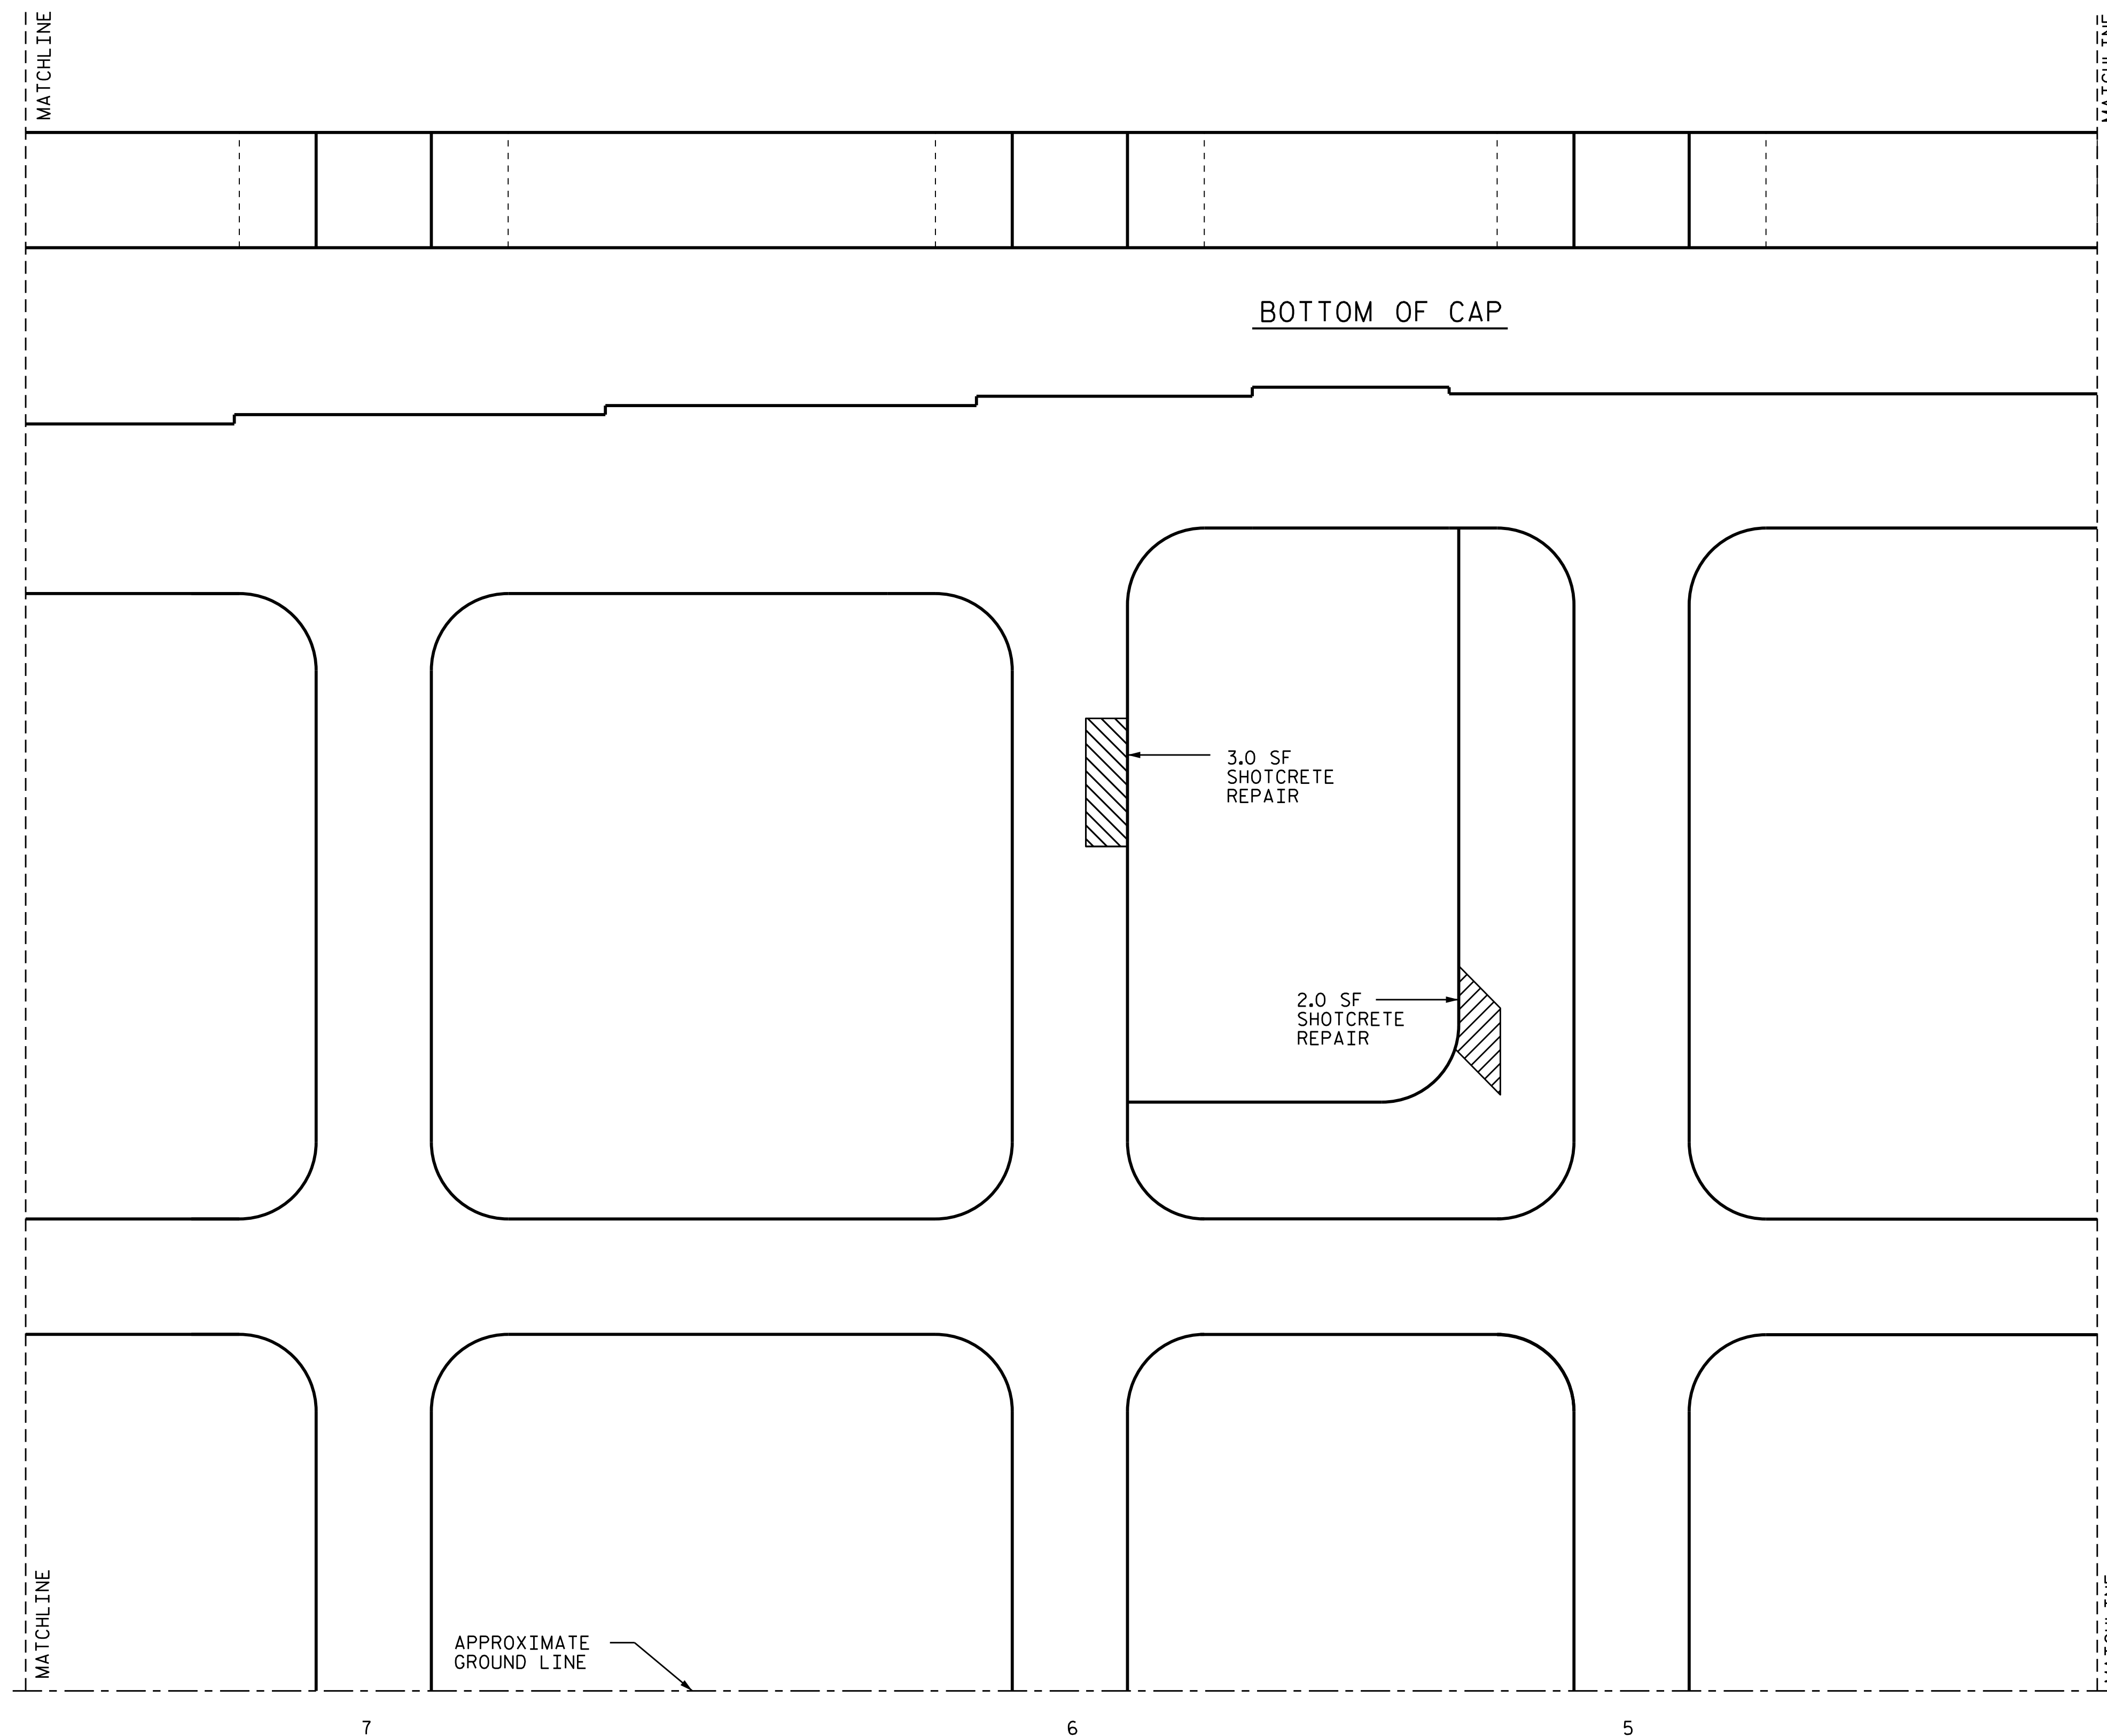 MATCHLINE
BOTTOM OF CAP
3.0 SF
SHOTCRETE
REPAIR
2.0 SF
SHOTCRETE
REPAIR
MATCHLINE
APPROXIMATE
GROUND LINE
7
6
5